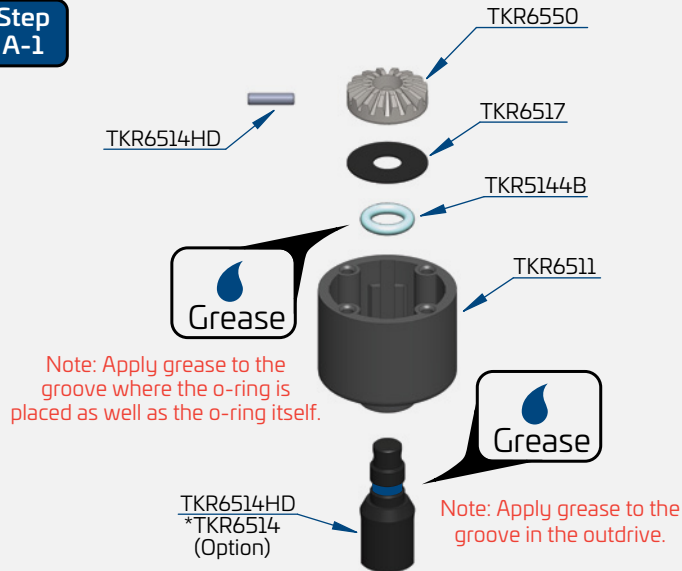 Step
A-1
TKR6550
TKR6514HD
TKR6517
TKR5144B
Grease
TKR6511
Note: Apply grease to the
groove where the o-ring is
placed as well as the o-ring itself.
Grease
TKR6514HD
*TKR6514
(Option)
Note: Apply grease to the
groove in the outdrive.